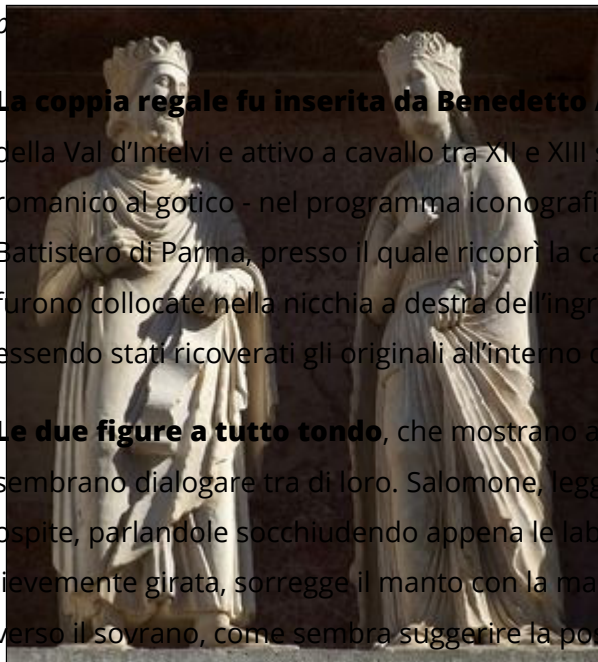 La coppia regale fu inserita da Benedetto
della Val d'Intelvi e attivo a cavallo tra XII e XIII
romanico al gotico - nel programma iconografi
Battistero di Parma, presso il quale ricoprì la ca
furono collocate nella nicchia a destra dell'ingr
essendo stati ricoverati gli originali all'interno
Le due figure a tutto tondo, che mostrano a
sembrano dialogare tra di loro. Salomone, legg
ospite, parlandole socchiudendo appena le lab
lievemente girata, sorregge il manto con la ma
verso il sovrano, come sembra suggerire la pos